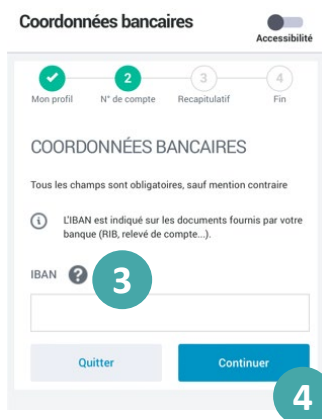 Coordonnées bancaires
Accessibilité
2
3
4
Mon profil
N° de compte
Recapitulatif
Fin
COORDONNÉES BANCAIRES
Tous les champs sont obligatoires, sauf mention contraire
L'IBAN est indiqué sur les documents fournis par votre
banque (RIB, relevé de compte...).
IBAN ?
3
Quitter
Continuer
4